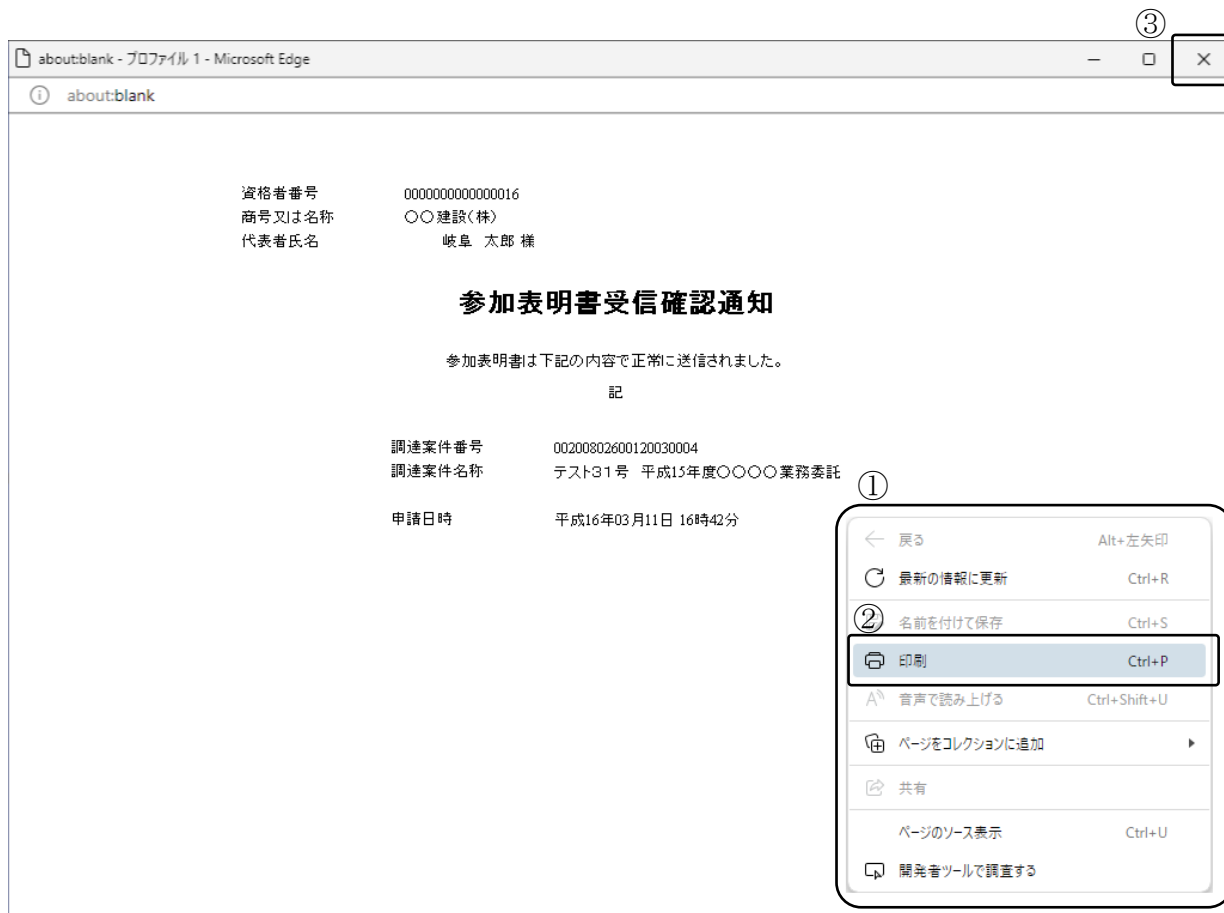 ③
about:blank - プロファイル 1 - Microsoft Edge
about:blank
資格者番号 0000000000000016
商号又は名称 〇〇建設(株)
代表者氏名 岐阜 太郎 様
参加表明書受信確認通知
参加表明書は下記の内容で正常に送信されました。
記
調達案件番号 00200802600120030004
調達案件名称 テスト31号 平成15年度〇〇〇〇業務委託
申請日時 平成16年03月11日 16時42分
①
戻る Alt+左矢印
最新の情報に更新 Ctrl+R
②
名前を付けて保存 Ctrl+S
印刷 Ctrl+P
音声で読み上げる Ctrl+Shift+U
ページをコレクションに追加
共有
ページのソース表示 Ctrl+U
開発者ツールで調査する